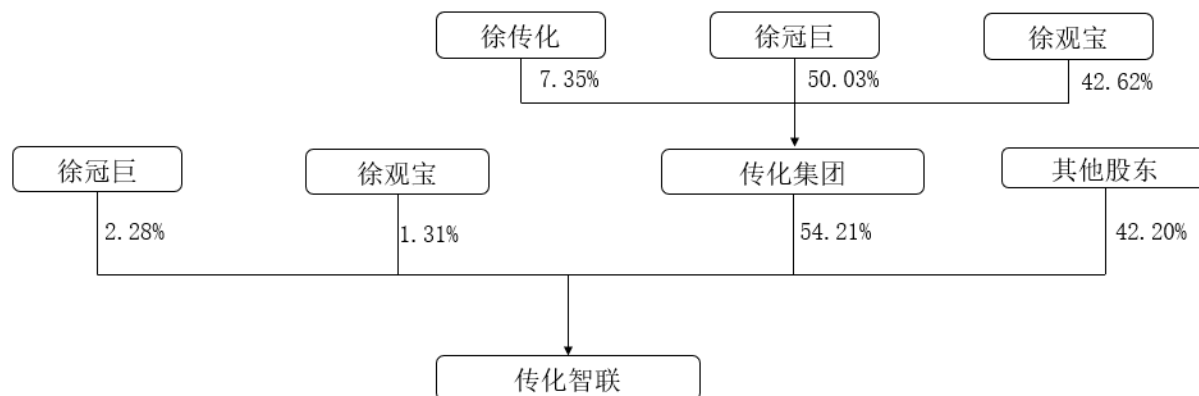 徐传化 徐冠巨 徐观宝
7.35% 50.03% 42.62%
徐冠巨 徐观宝 传化集团 其他股东
2.28% 1.31% 54.21% 42.20%
传化智联